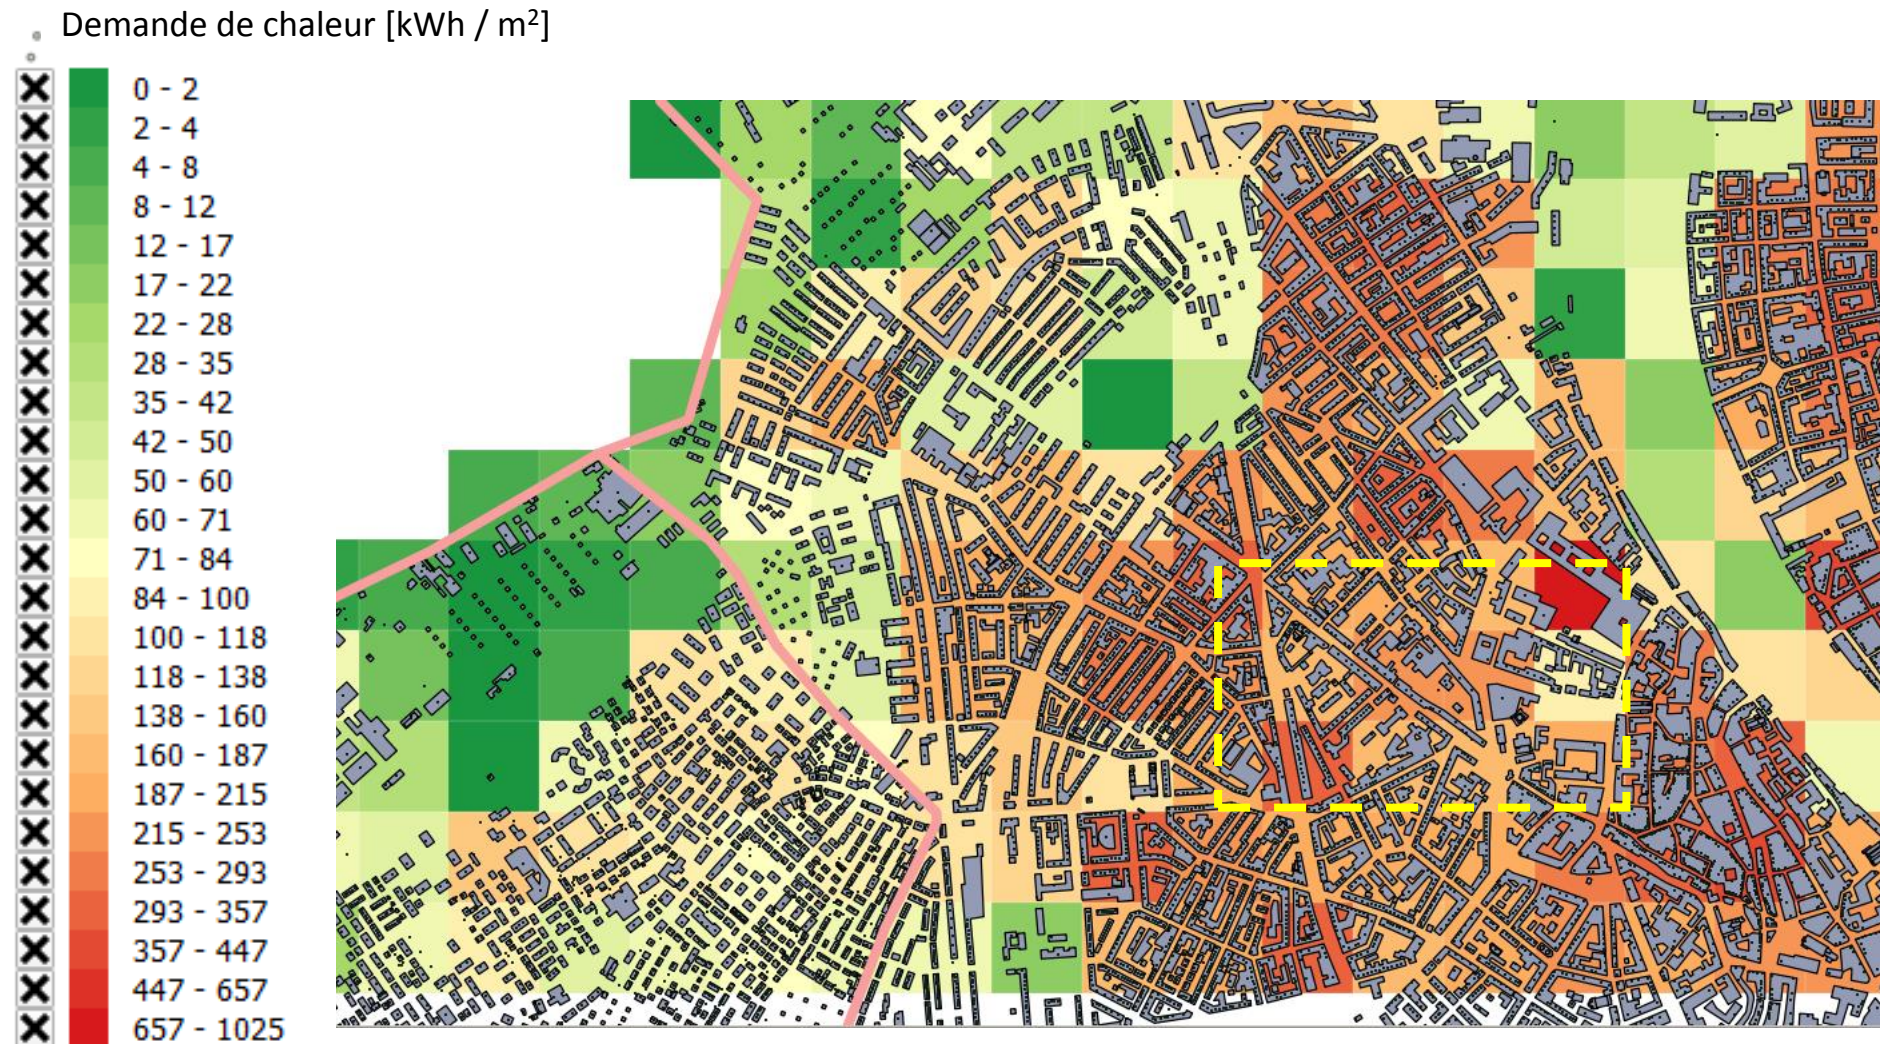 Demande de chaleur [kWh / m²]
0 - 2
2 - 4
4 - 8
8 - 12
12 - 17
17 - 22
22 - 28
28 - 35
35 - 42
42 - 50
50 - 60
60 - 71
71 - 84
84 - 100
100 - 118
118 - 138
138 - 160
160 - 187
187 - 215
215 - 253
253 - 293
293 - 357
357 - 447
447 - 657
657 - 1025